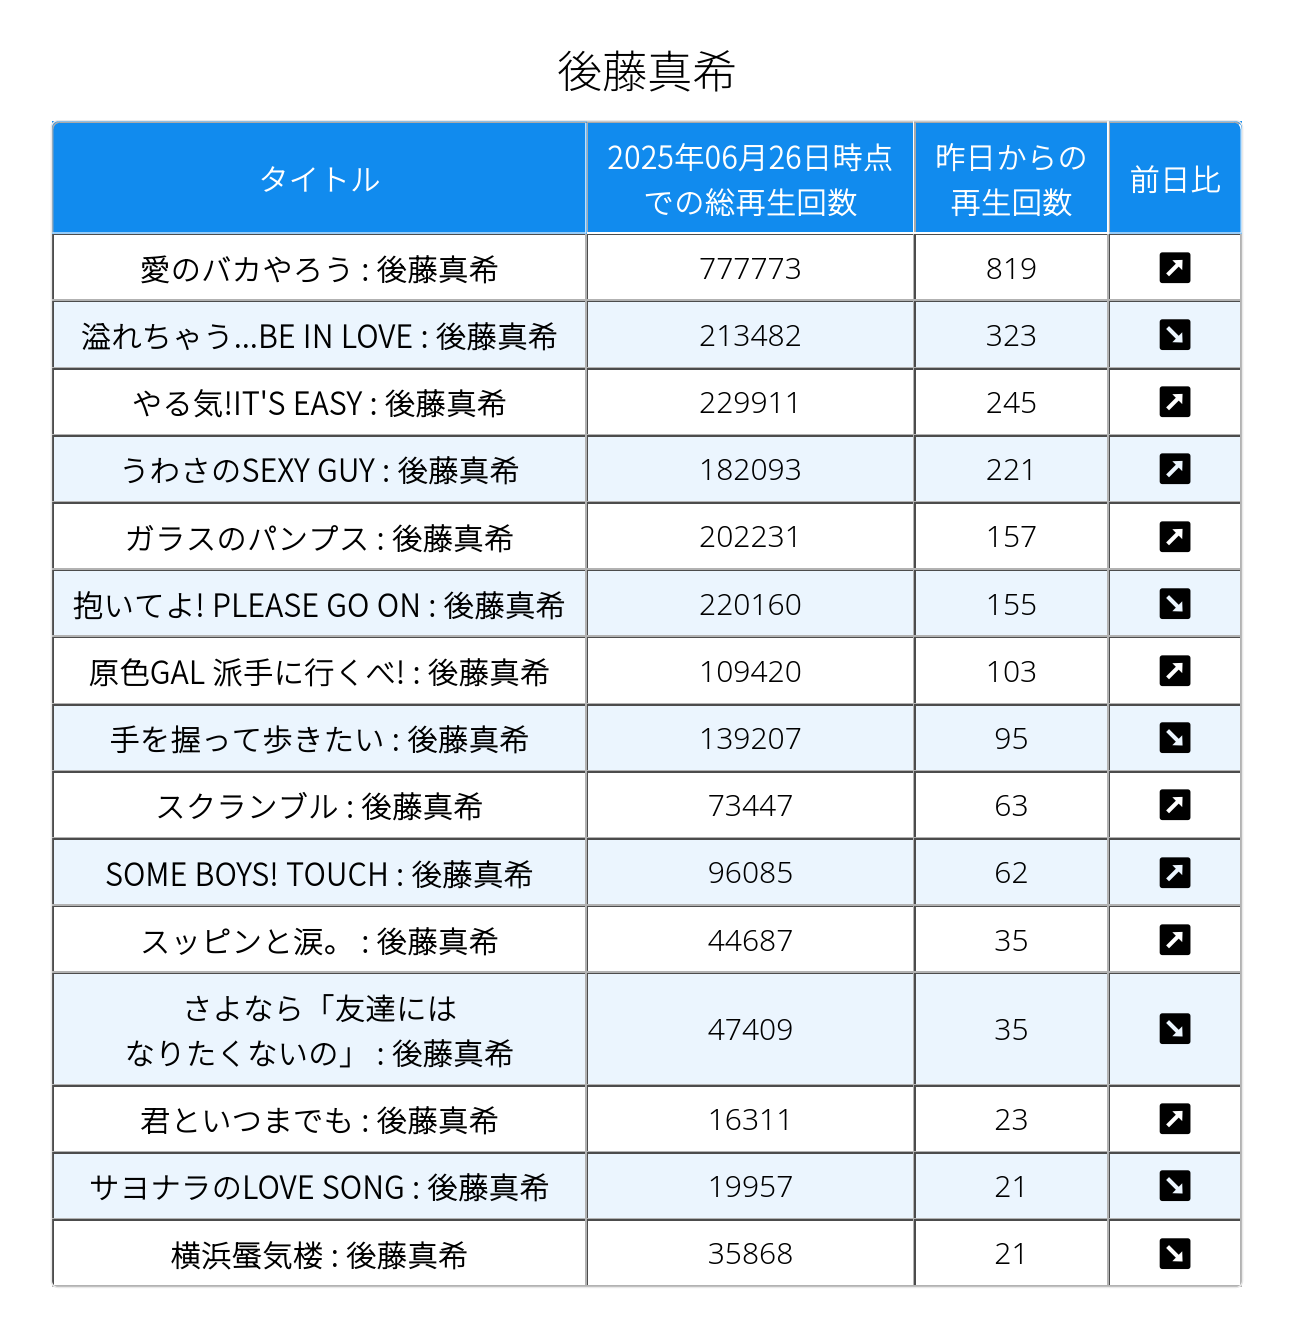 後藤真希
タイトル
2025年06月26日時点
での総再生回数
昨日からの
再生回数
前日比
愛のバカやろう : 後藤真希 777773 819
溢れちゃう...BE IN LOVE : 後藤真希 213482 323
やる気!IT'S EASY : 後藤真希 229911 245
うわさのSEXY GUY : 後藤真希 182093 221
ガラスのパンプス : 後藤真希 202231 157
抱いてよ! PLEASE GO ON : 後藤真希 220160 155
原色GAL 派手に行くべ! : 後藤真希 109420 103
手を握って歩きたい : 後藤真希 139207 95
スクランブル : 後藤真希 73447 63
SOME BOYS! TOUCH : 後藤真希 96085 62
スッピンと涙。 : 後藤真希 44687 35
さよなら「友達には
なりたくないの」 : 後藤真希 47409 35
君といつまでも : 後藤真希 16311 23
サヨナラのLOVE SONG : 後藤真希 19957 21
横浜蜃気楼 : 後藤真希 35868 21